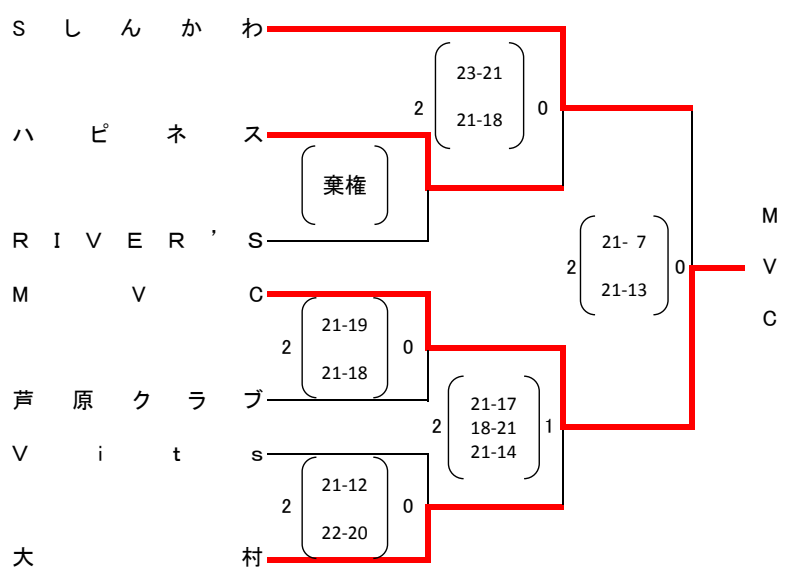 Sしんかわ
23-21
2 0
21-18
ハピネス
棄権
RIVER’S
21- 7
2 0
21-13
M
V
C
MVC
21-19
2 0
21-18
芦原クラブ
21-17
2 18-21 1
21-14
Vits
21-12
2 0
22-20
大村